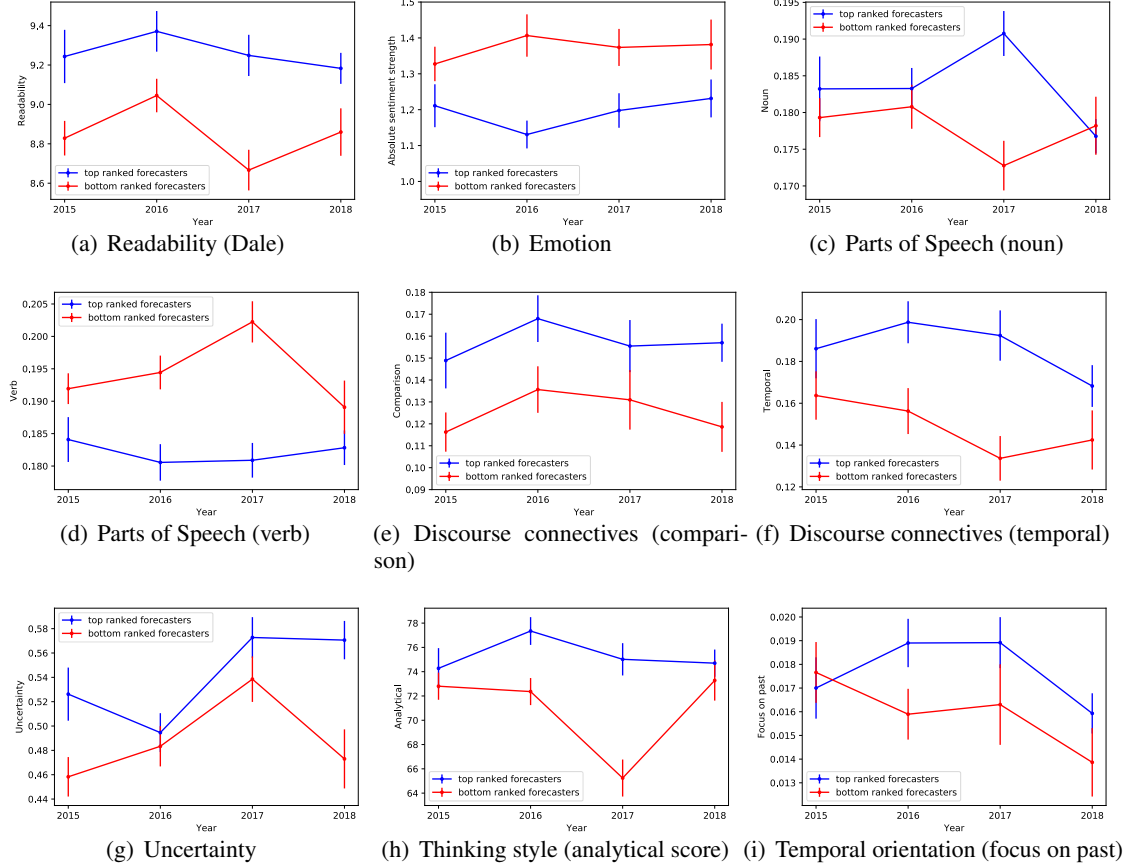 9.4
9.2
9.0
8.8
8.6
Readability
top ranked forecasters
bottom ranked forecasters
2015 2016 2017 2018
Year
(a) Readability (Dale)
1.5
1.4
1.3
1.2
1.1
1.0
Absolute sentiment strength
top ranked forecasters
bottom ranked forecasters
2015 2016 2017 2018
Year
(b) Emotion
0.195
0.190
0.185
0.180
0.175
0.170
Noun
top ranked forecasters
bottom ranked forecasters
2015 2016 2017 2018
Year
(c) Parts of Speech (noun)
0.205
0.200
0.195
0.190
0.185
0.180
Verb
top ranked forecasters
bottom ranked forecasters
2015 2016 2017 2018
Year
(d) Parts of Speech (verb)
0.18
0.17
0.16
0.15
0.14
0.13
0.12
0.11
0.10
0.09
Comparison
top ranked forecasters
bottom ranked forecasters
2015 2016 2017 2018
Year
(e) Discourse connectives (compari-
son)
0.20
0.18
0.16
0.14
0.12
Temporal
top ranked forecasters
bottom ranked forecasters
2015 2016 2017 2018
Year
(f) Discourse connectives (temporal)
0.58
0.56
0.54
0.52
0.50
0.48
0.46
0.44
Uncertainty
top ranked forecasters
bottom ranked forecasters
2015 2016 2017 2018
Year
(g) Uncertainty
78
76
74
72
70
68
66
64
Analytical
top ranked forecasters
bottom ranked forecasters
2015 2016 2017 2018
Year
(h) Thinking style (analytical score)
0.020
0.019
0.018
0.017
0.016
0.015
0.014
0.013
Focus on past
top ranked forecasters
bottom ranked forecasters
2015 2016 2017 2018
Year
(i) Temporal orientation (focus on past)